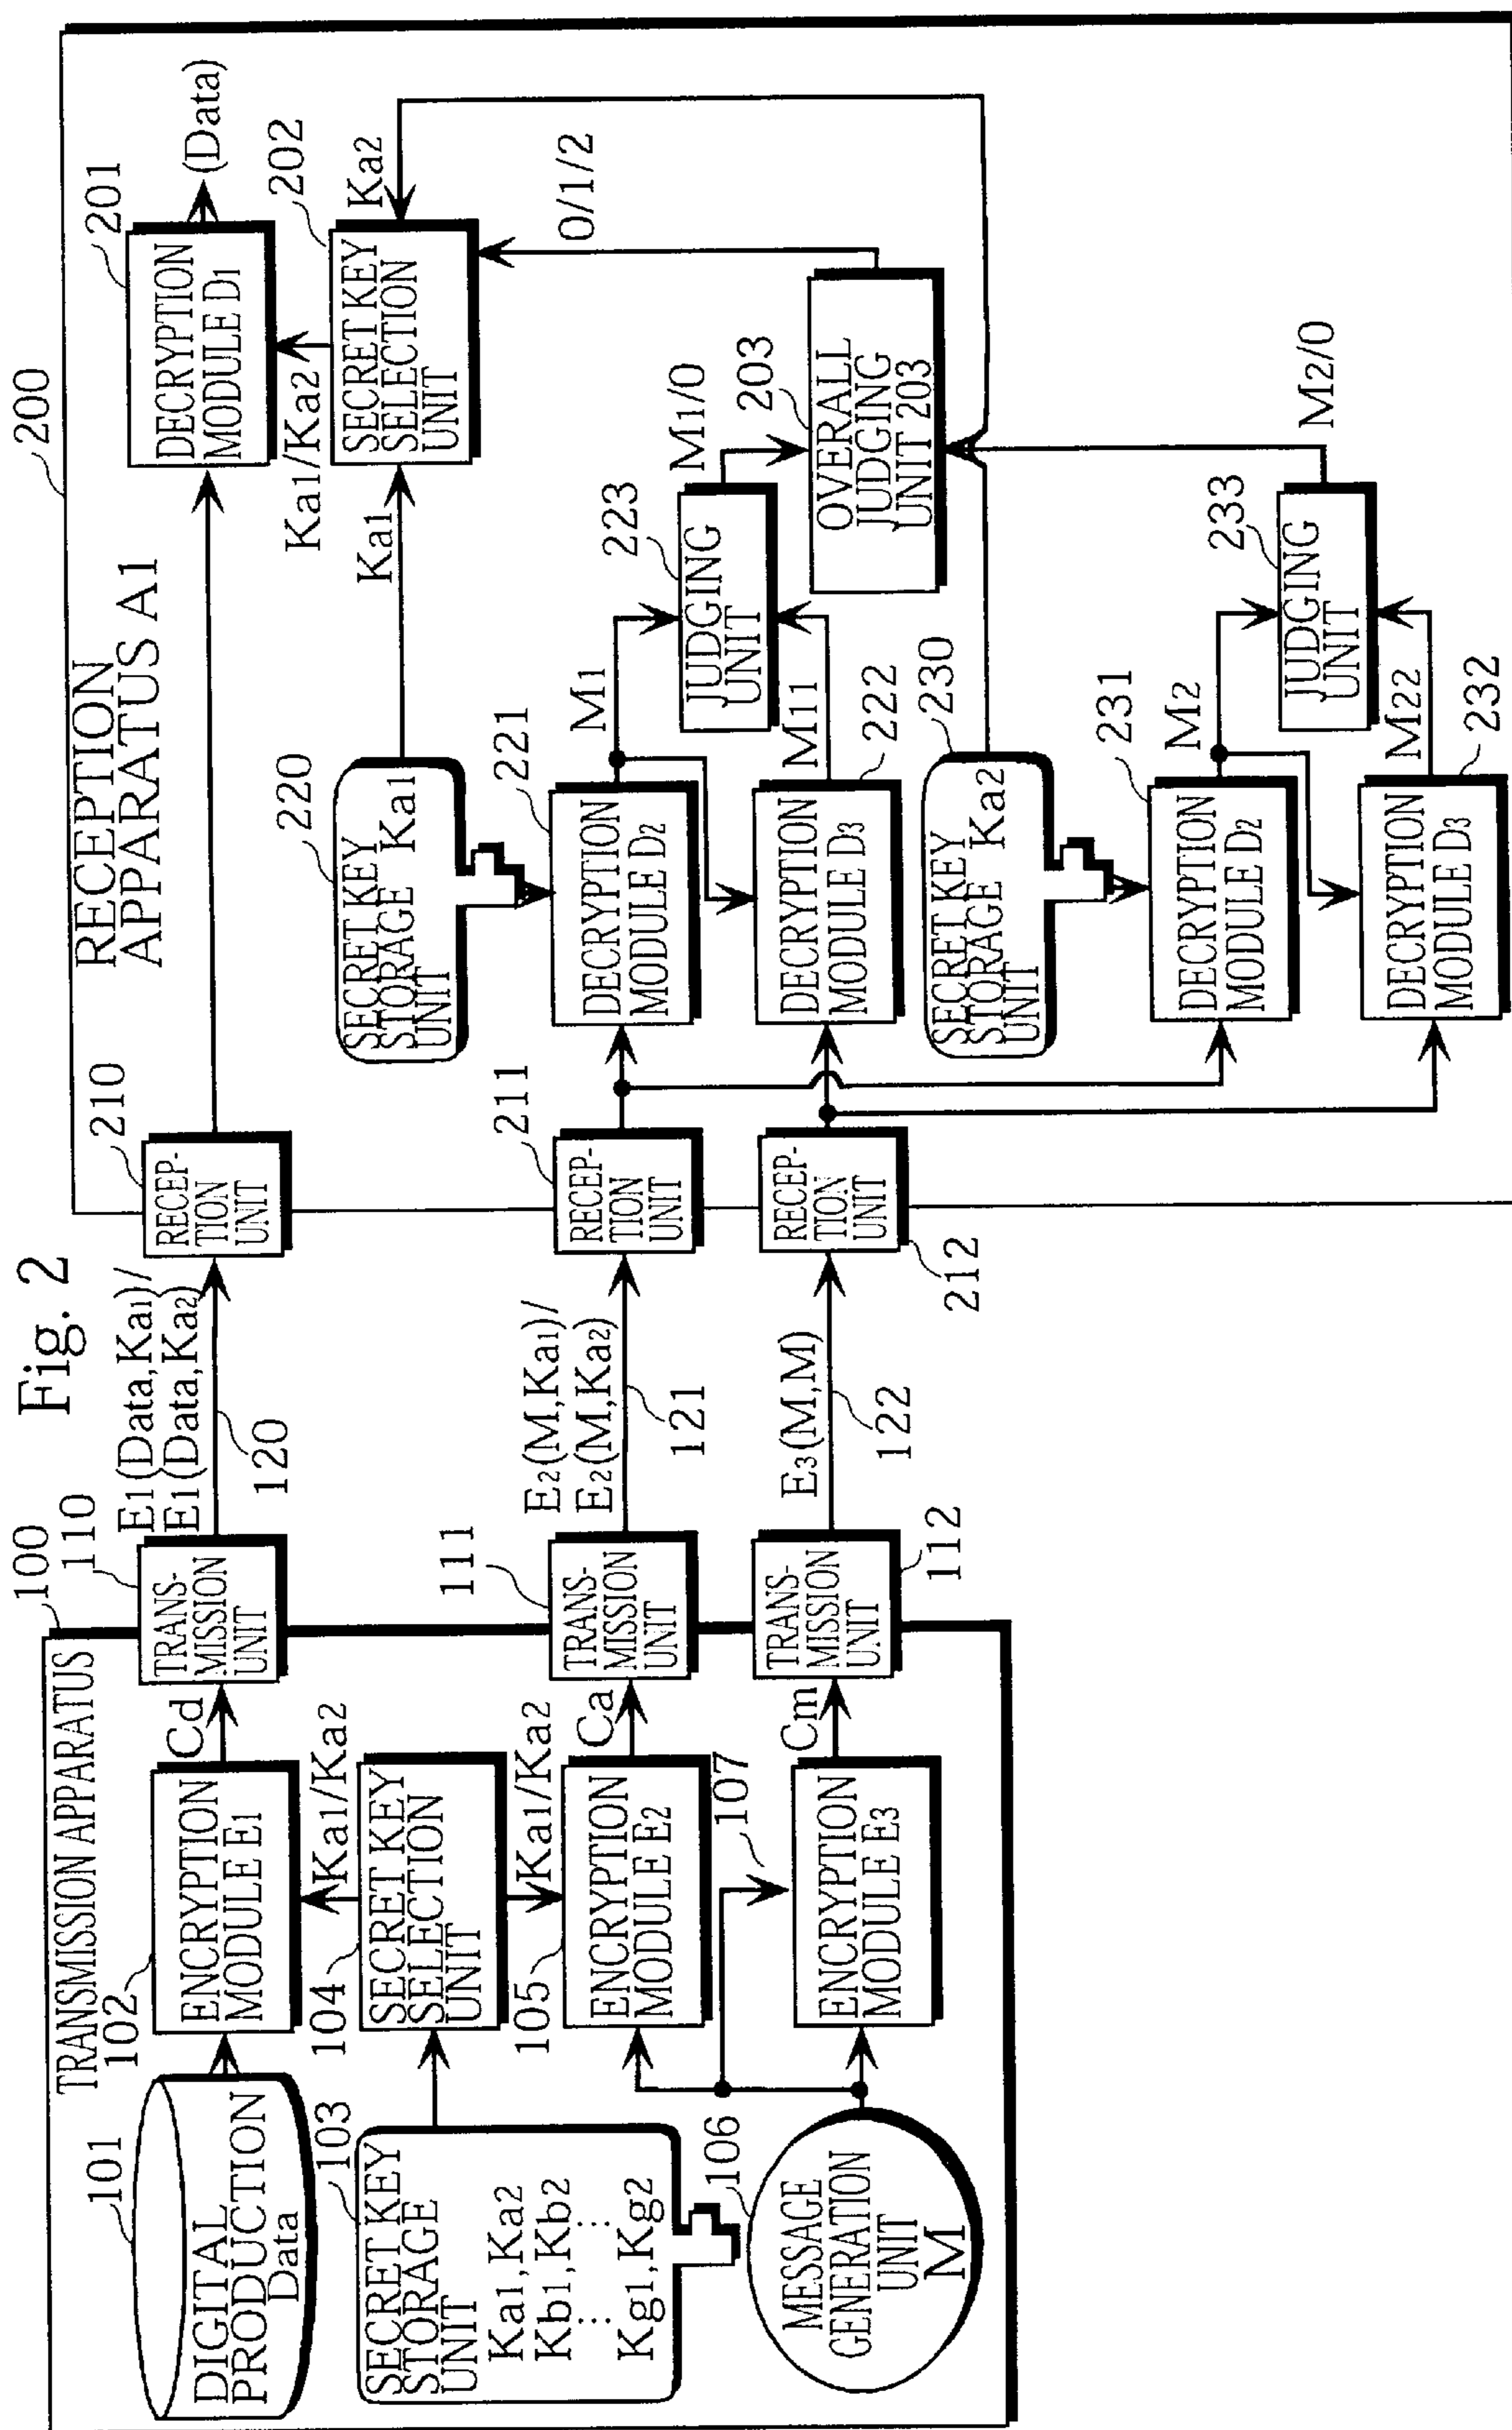 Fig. 2
100
TRANSMISSION APPARATUS
101
DIGITAL
PRODUCTION
Data
102
ENCRYPTION
MODULE E1
Cd
110
TRANS-
MISSION
UNIT
E1(Data,Ka1)/
E1(Data,Ka2)
120
103
SECRET KEY
STORAGE
UNIT
Ka1,Ka2
Kb1,Kb2
Kg1,Kg2
104
Ka1/Ka2
SECRET KEY
SELECTION
UNIT
Ka1/Ka2
105
ENCRYPTION
MODULE E2
Ca
111
TRANS-
MISSION
UNIT
E2(M,Ka1)/
E2(M,Ka2)
121
106
MESSAGE
GENERATION
UNIT
M
107
ENCRYPTION
MODULE E3
Cm
TRANS-
MISSION
UNIT
112
E3(M,M)
122
200
RECEPTION
APPARATUS A1
210
RECEP-
TION
UNIT
201
DECRYPTION
MODULE D1
(Data)
Ka1/Ka2
202
SECRET KEY
SELECTION
UNIT
Ka1
Ka2
0/1/2
220
SECRET KEY
STORAGE Ka1
UNIT
211
RECEP-
TION
UNIT
221
DECRYPTION
MODULE D2
M1
223
JUDGING
UNIT
M1/0
203
OVERALL
JUDGING
UNIT 203
RECEP-
TION
UNIT
212
DECRYPTION
MODULE D3
222
M11
230
SECRET KEY
STORAGE Ka2
UNIT
231
DECRYPTION
MODULE D2
M2
233
JUDGING
UNIT
M2/0
M22
DECRYPTION
MODULE D3
232